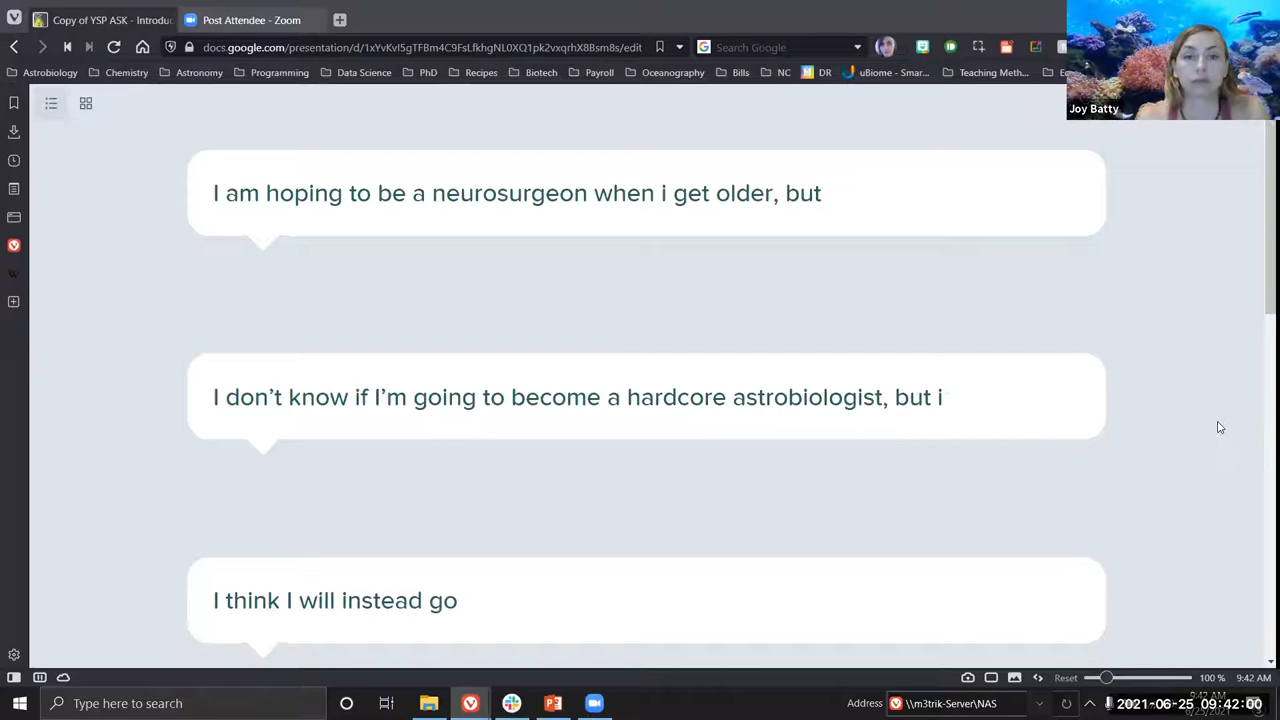 Copy of YSP ASK - Introduc
Post Attendee - Zoom
docs.google.com/presentation/d/1xYvKvI5gTFBm4C9FsLfkhgNL0XQ1pk2vxqrhX8Bsm8s/edit
Search Google
Astrobiology
Chemistry
Astronomy
Programming
Data Science
PhD
Recipes
Biotech
Payroll
Oceanography
Bills
NC
DR
uBiome - Smar...
Teaching Meth...
Joy Batty
I am hoping to be a neurosurgeon when i get older, but
I don’t know if I’m going to become a hardcore astrobiologist, but i
I think I will instead go
Reset
100 %
9:42 AM
Type here to search
Address
\\m3trik-Server\NAS
2021-06-25 09:42:00